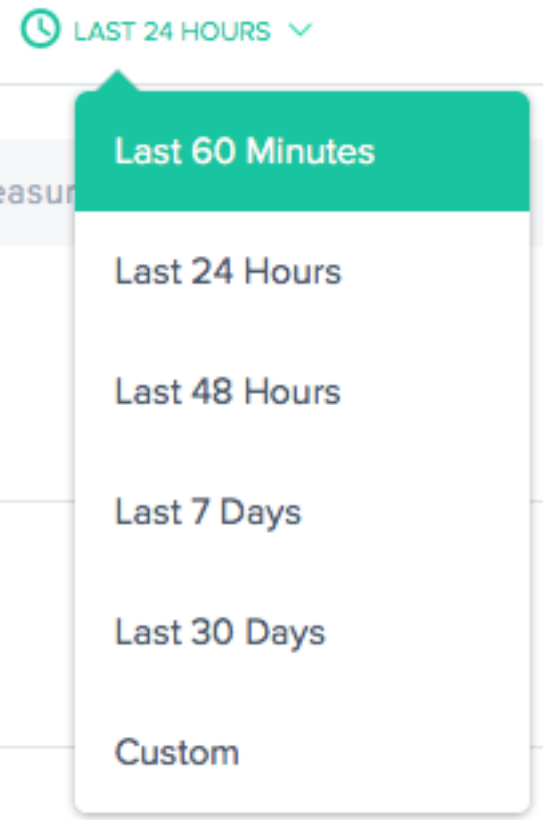 LAST 24 HOURS
Last 60 Minutes
Last 24 Hours
Last 48 Hours
Last 7 Days
Last 30 Days
Custom